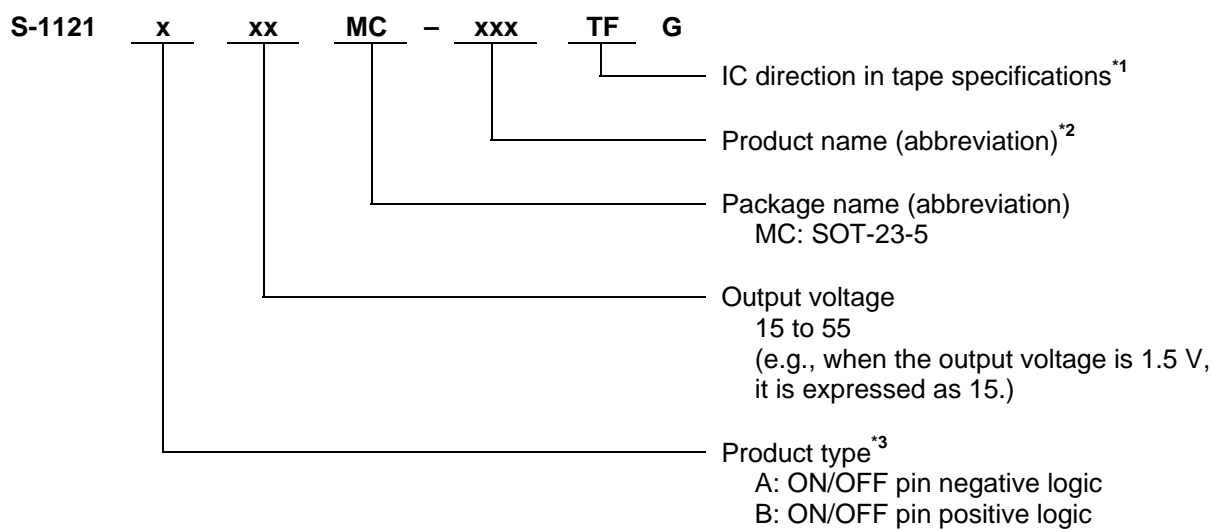 S-1121 x xx MC – xxx TF G
IC direction in tape specifications*1
Product name (abbreviation)*2
Package name (abbreviation)
MC: SOT-23-5
Output voltage
15 to 55
(e.g., when the output voltage is 1.5 V,
it is expressed as 15.)
Product type*3
A: ON/OFF pin negative logic
B: ON/OFF pin positive logic